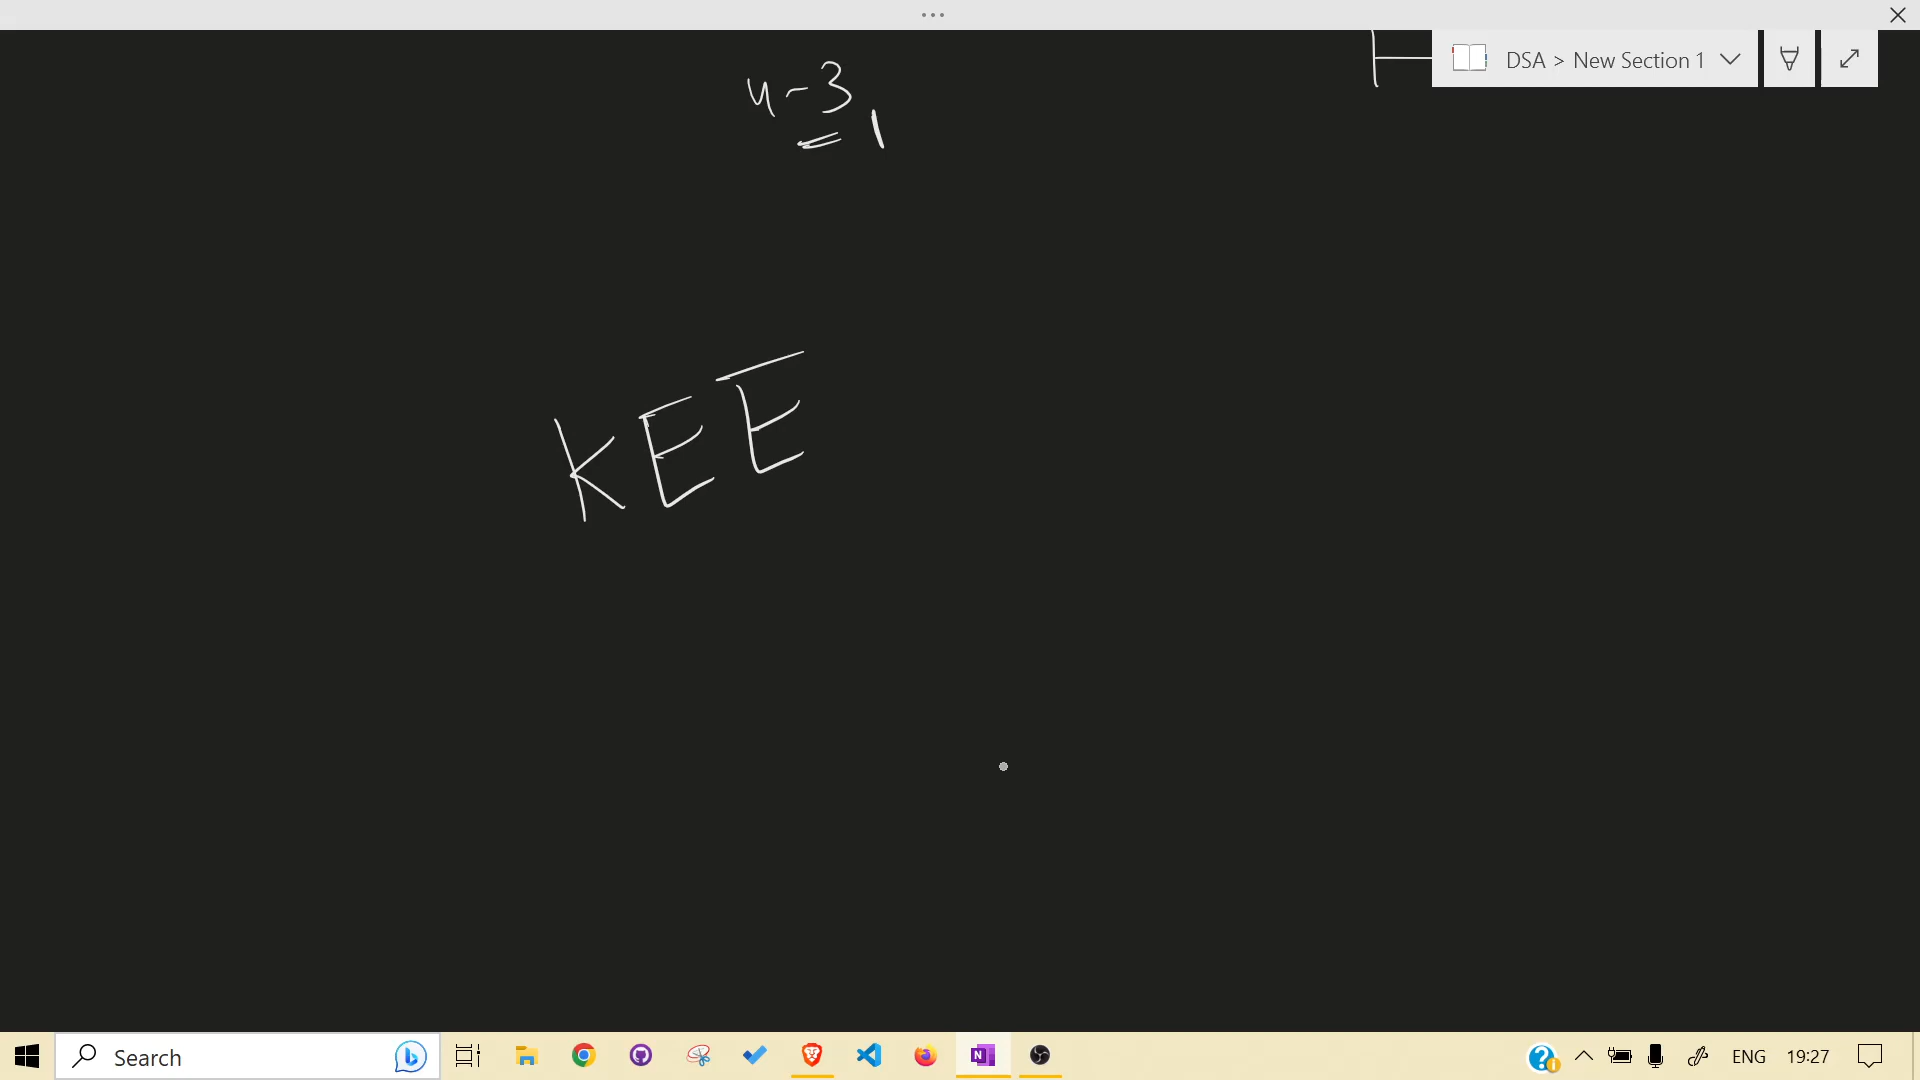 DSA > New Section 1
4-3
= 1
KEE
Search
ENG 19:27